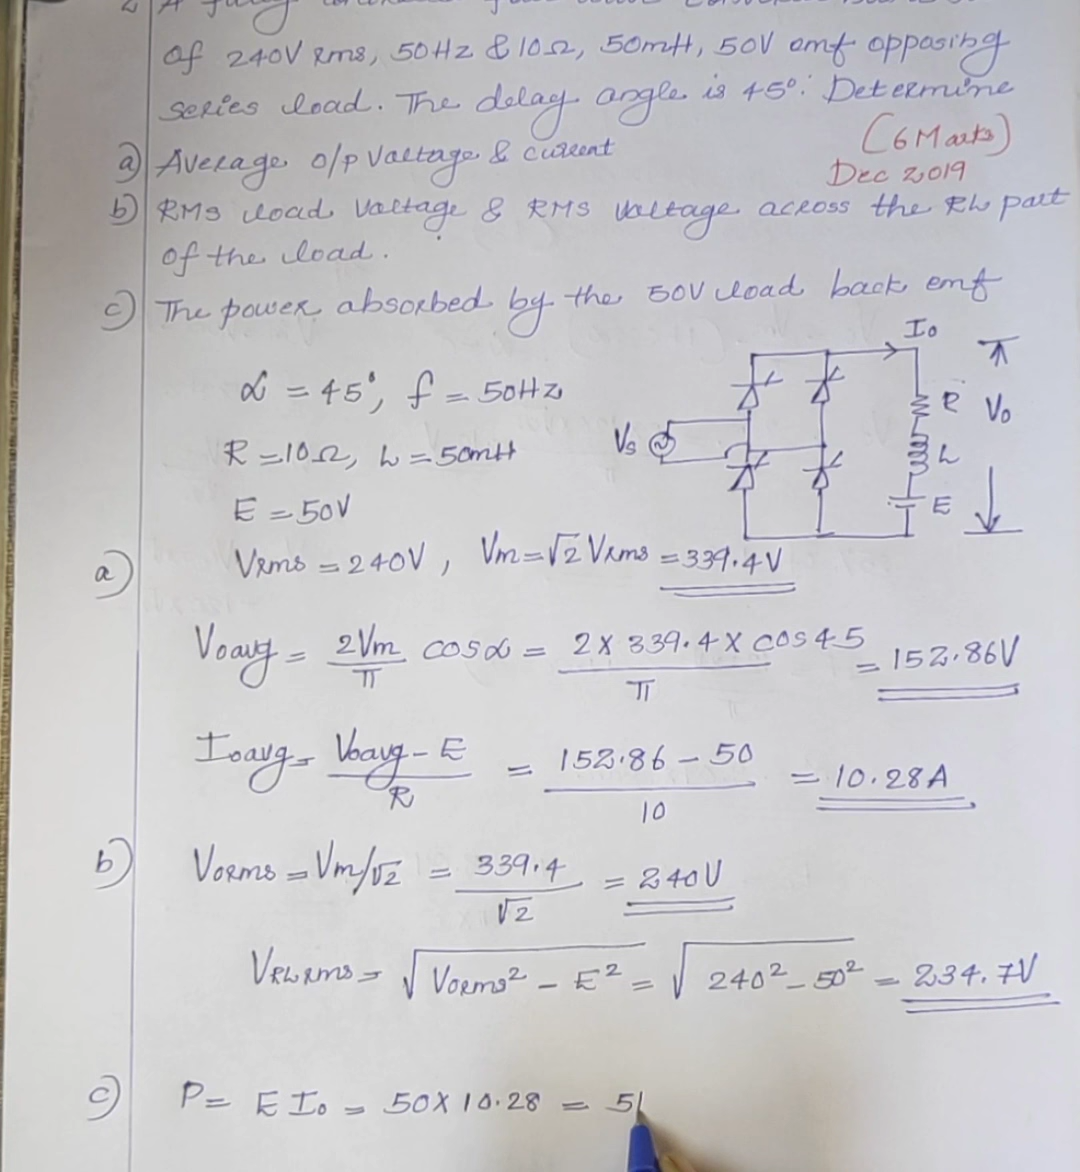 of 240V rms, 50Hz & 10Ω, 50mH, 50V emf opposing
series load. The delay angle is 45°. Determine
(6 Marks)
a) Average o/p Voltage & current
Dec 2019
b) RMS load Voltage & RMS Voltage across the RL part
of the load.
c) The power absorbed by the 50V load back emf
Io
α = 45°, f = 50Hz
R Vo
Vs
R = 10Ω, L = 50mH
L
E = 50V
E
a) Vrms = 240V, Vm = √2 Vrms = 339.4V
Voavg = 2Vm/π cosα = 2 x 339.4 x cos45/π = 152.86V
Ioavg = Voavg - E/R = 152.86 - 50/10 = 10.28A
b) Vorms = Vm/√2 = 339.4/√2 = 240V
VRLrms = √Vorms² - E² = √240² - 50² = 234.7V
c) P = E Io = 50 x 10.28 = 51